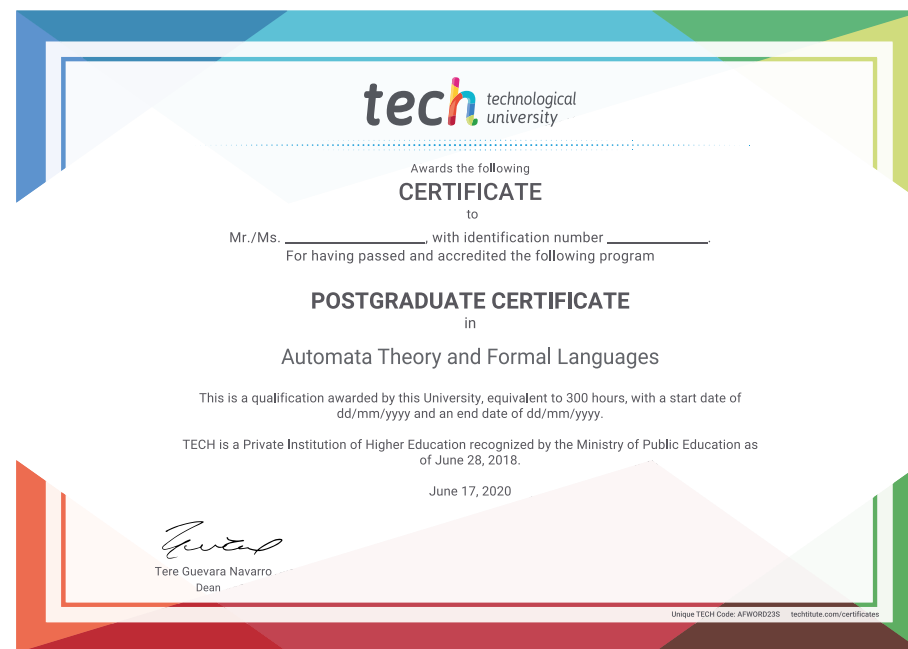 tech technological
university
Awards the following
CERTIFICATE
to
Mr./Ms. ____________________, with identification number ______________.
For having passed and accredited the following program
POSTGRADUATE CERTIFICATE
in
Automata Theory and Formal Languages
This is a qualification awarded by this University, equivalent to 300 hours, with a start date of
dd/mm/yyyy and an end date of dd/mm/yyyy.
TECH is a Private Institution of Higher Education recognized by the Ministry of Public Education as
of June 28, 2018.
June 17, 2020
Tere Guevara Navarro
Dean
Unique TECH Code: AFWORD23S techtitute.com/certificates